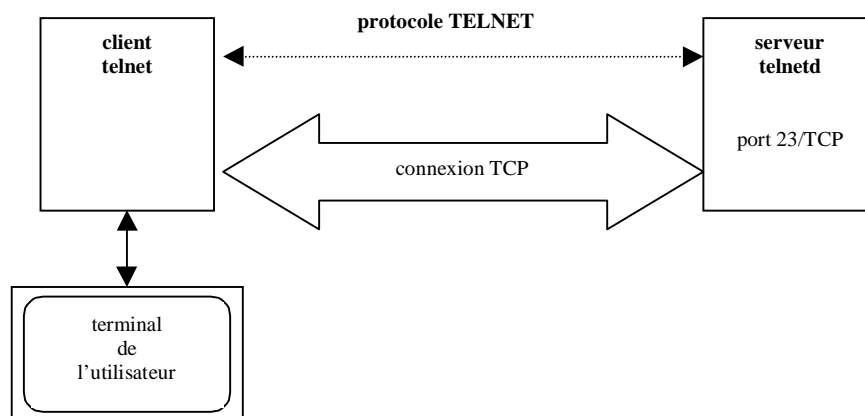 protocole TELNET
client
telnet
serveur
telnetd
port 23/TCP
connexion TCP
terminal
de
l’utilisateur